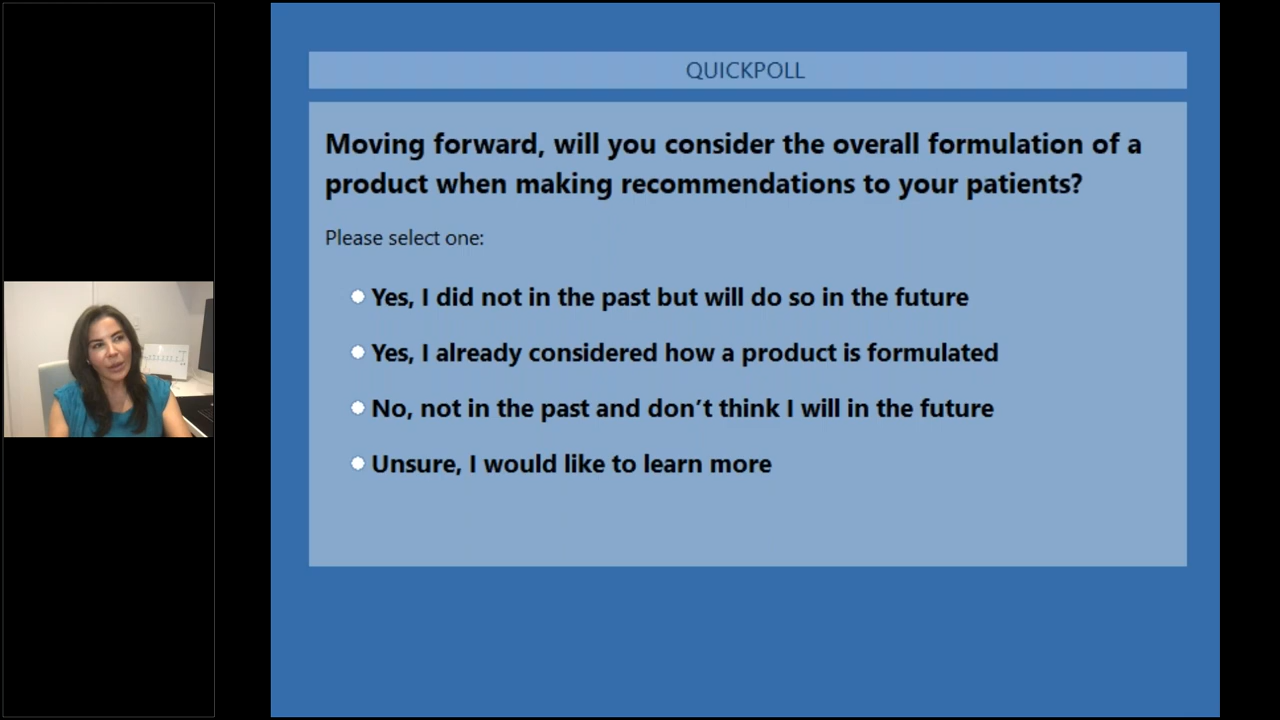 QUICKPOLL
Moving forward, will you consider the overall formulation of a
product when making recommendations to your patients?
Please select one:
Yes, I did not in the past but will do so in the future
Yes, I already considered how a product is formulated
No, not in the past and don’t think I will in the future
Unsure, I would like to learn more